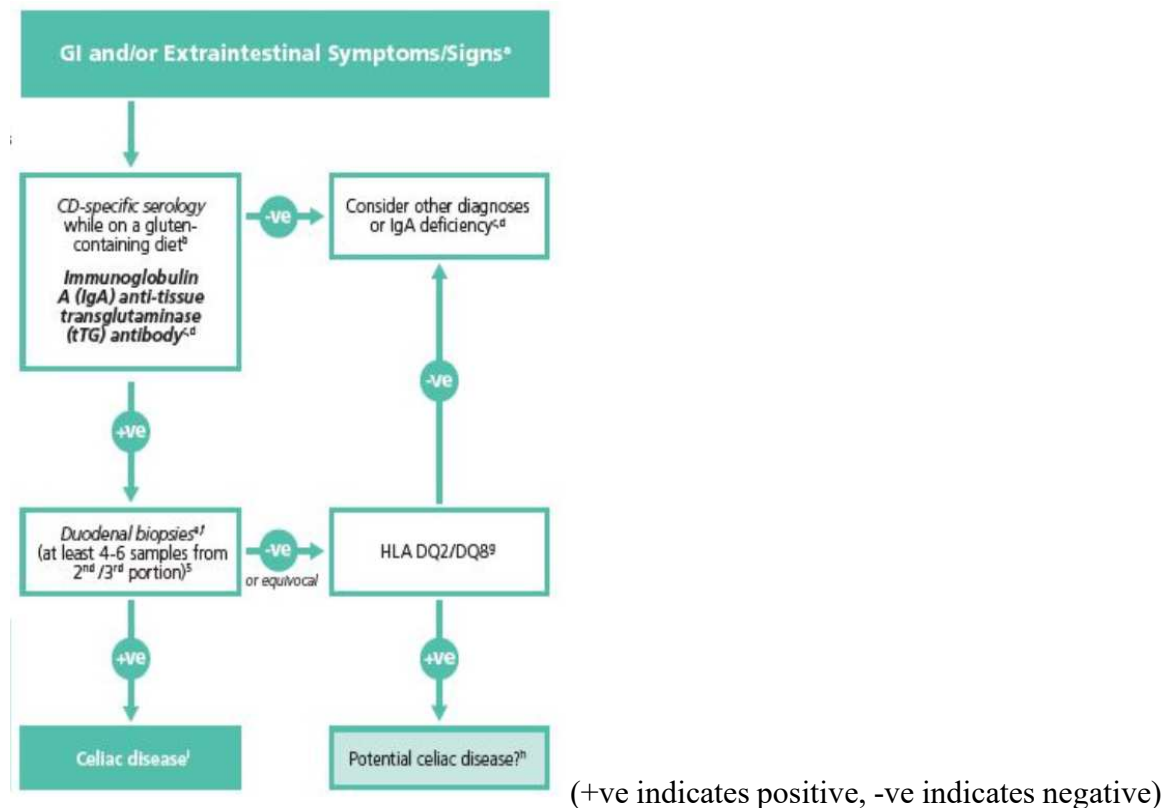 GI and/or Extraintestinal Symptoms/Signsᵃ
CD-specific serology
while on a gluten-
containing dietᵇ
Immunoglobulin
A (IgA) anti-tissue
transglutaminase
(tTG) antibodyᶜ,ᵈ
-ve
Consider other diagnoses
or IgA deficiencyᶜ,ᵈ
-ve
+ve
Duodenal biopsiesᵉ,ᶠ
(at least 4-6 samples from
2ⁿᵈ/3ʳᵈ portion)⁵
-ve
or equivocal
HLA DQ2/DQ8ᵍ
+ve
+ve
Celiac diseaseⁱ
Potential celiac disease?ʰ
(+ve indicates positive, -ve indicates negative)